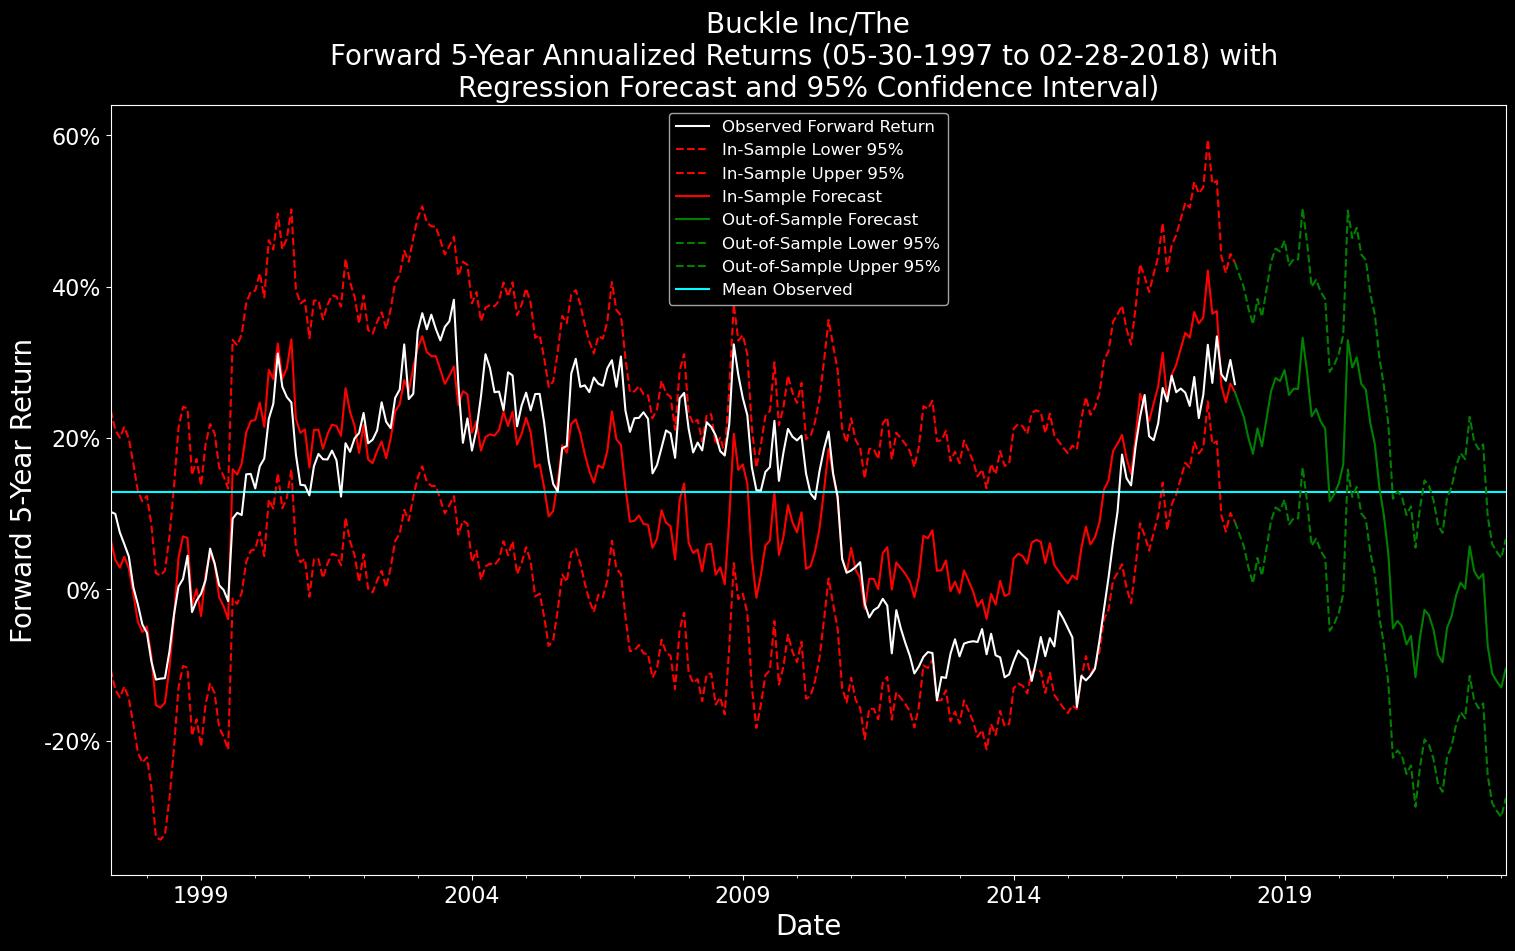 Buckle Inc/The
Forward 5-Year Annualized Returns (05-30-1997 to 02-28-2018) with
Regression Forecast and 95% Confidence Interval)
Observed Forward Return
In-Sample Lower 95%
In-Sample Upper 95%
In-Sample Forecast
Out-of-Sample Forecast
Out-of-Sample Lower 95%
Out-of-Sample Upper 95%
Mean Observed
Forward 5-Year Return
60%
40%
20%
0%
-20%
1999 2004 2009 2014 2019
Date